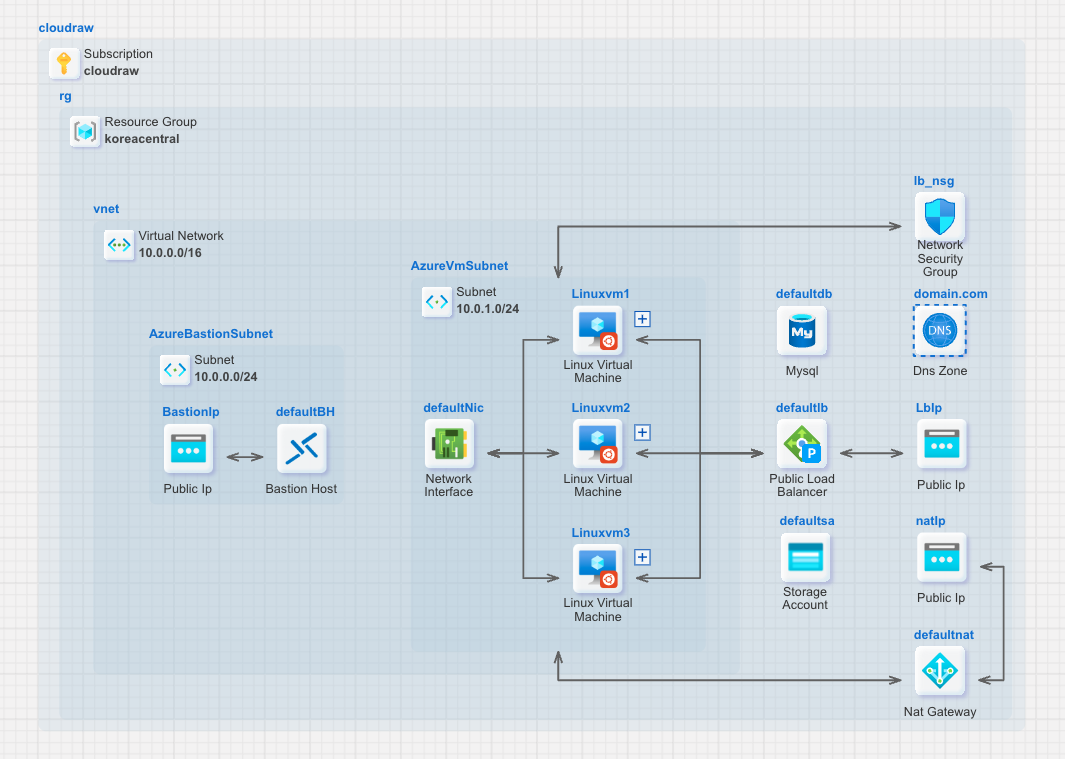 cloudraw
Subscription
cloudraw
rg
Resource Group
koreacentral
lb_nsg
Network
Security
Group
vnet
Virtual Network
10.0.0.0/16
AzureVmSubnet
Subnet
10.0.1.0/24
Linuxvm1
Linux Virtual
Machine
defaultdb
My
Mysql
domain.com
DNS
Dns Zone
AzureBastionSubnet
Subnet
10.0.0.0/24
BastionIp
Public Ip
defaultBH
Bastion Host
defaultNic
Network
Interface
Linuxvm2
Linux Virtual
Machine
defaultlb
P
Public Load
Balancer
LbIp
Public Ip
Linuxvm3
Linux Virtual
Machine
defaultsa
Storage
Account
natIp
Public Ip
defaultnat
Nat Gateway